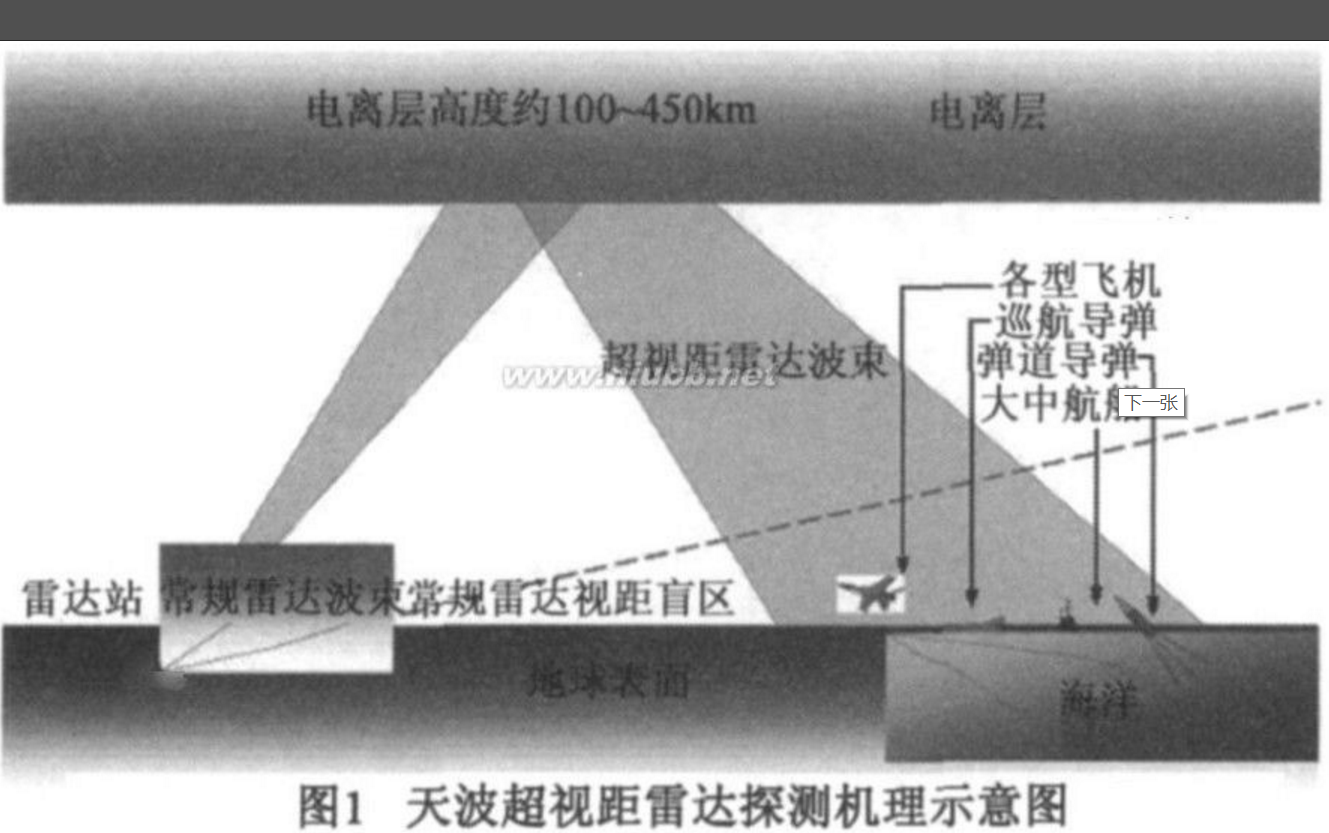 电离层高度约100~450km
电离层
各型飞机
巡航导弹
弹道导弹
大中航船
下一张
超视距雷达波束
www.niubb.net
雷达站
常规雷达波束
常规雷达视距盲区
地球表面
海洋
图1 天波超视距雷达探测机理示意图